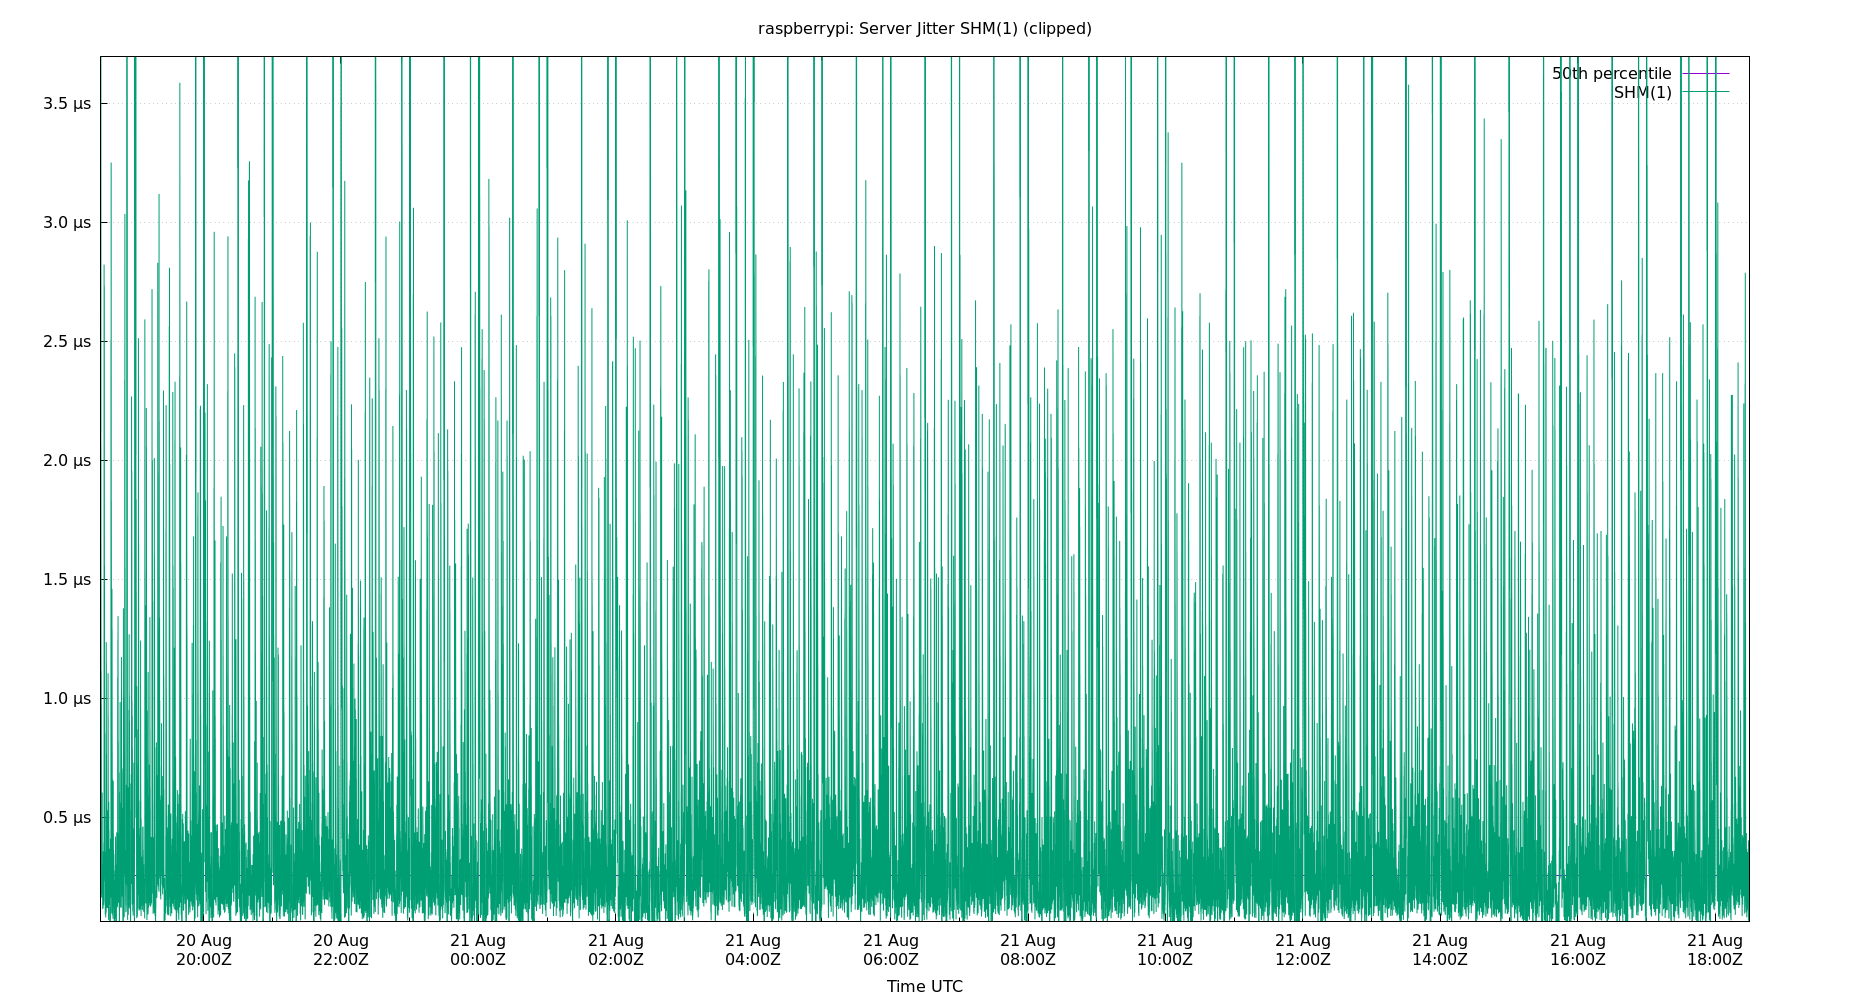 raspberrypi: Server Jitter SHM(1) (clipped)
50th percentile
SHM(1)
3.5 µs
3.0 µs
2.5 µs
2.0 µs
1.5 µs
1.0 µs
0.5 µs
20 Aug 20 Aug 21 Aug 21 Aug 21 Aug 21 Aug 21 Aug 21 Aug 21 Aug 21 Aug 21 Aug 21 Aug
20:00Z 22:00Z 00:00Z 02:00Z 04:00Z 06:00Z 08:00Z 10:00Z 12:00Z 14:00Z 16:00Z 18:00Z
Time UTC